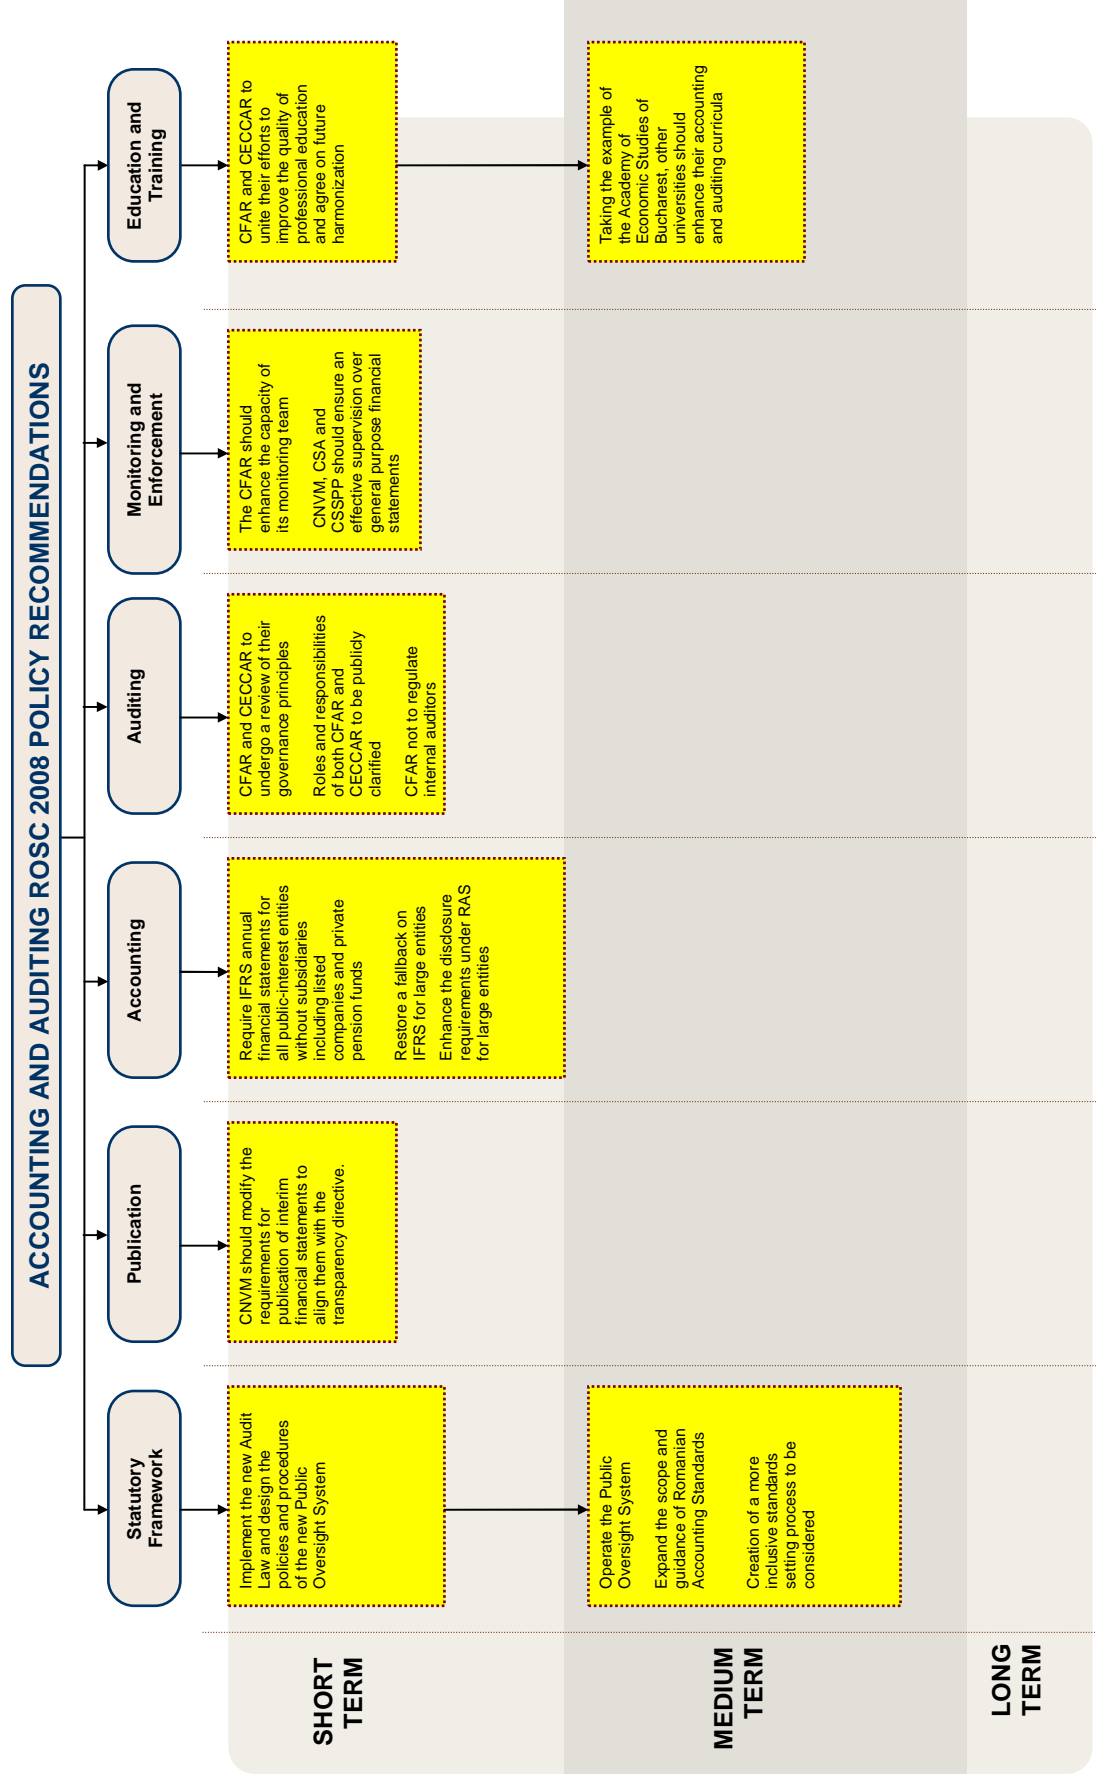 ACCOUNTING AND AUDITING ROSC 2008 POLICY RECOMMENDATIONS
Statutory
Framework
Publication
Accounting
Auditing
Monitoring and
Enforcement
Education and
Training
SHORT
TERM
Implement the new Audit
Law and design the
policies and procedures
of the new Public
Oversight System
CNVM should modify the
requirements for
publication of interim
financial statements to
align them with the
transparency directive.
Require IFRS annual
financial statements for
all public-interest entities
without subsidiaries
including listed
companies and private
pension funds
Restore a fallback on
IFRS for large entities
Enhance the disclosure
requirements under RAS
for large entities
CFAR and CECCAR to
undergo a review of their
governance principles
Roles and responsibilities
of both CFAR and
CECCAR to be publicly
clarified
CFAR not to regulate
internal auditors
The CFAR should
enhance the capacity of
its monitoring team
CNVM, CSA and
CSSPP should ensure an
effective supervision over
general purpose financial
statements
CFAR and CECCAR to
unite their efforts to
improve the quality of
professional education
and agree on future
harmonization
MEDIUM
TERM
Operate the Public
Oversight System
Expand the scope and
guidance of Romanian
Accounting Standards
Creation of a more
inclusive standards
setting process to be
considered
Taking the example of
the Academy of
Economic Studies of
Bucharest, other
universities should
enhance their accounting
and auditing curricula
LONG
TERM